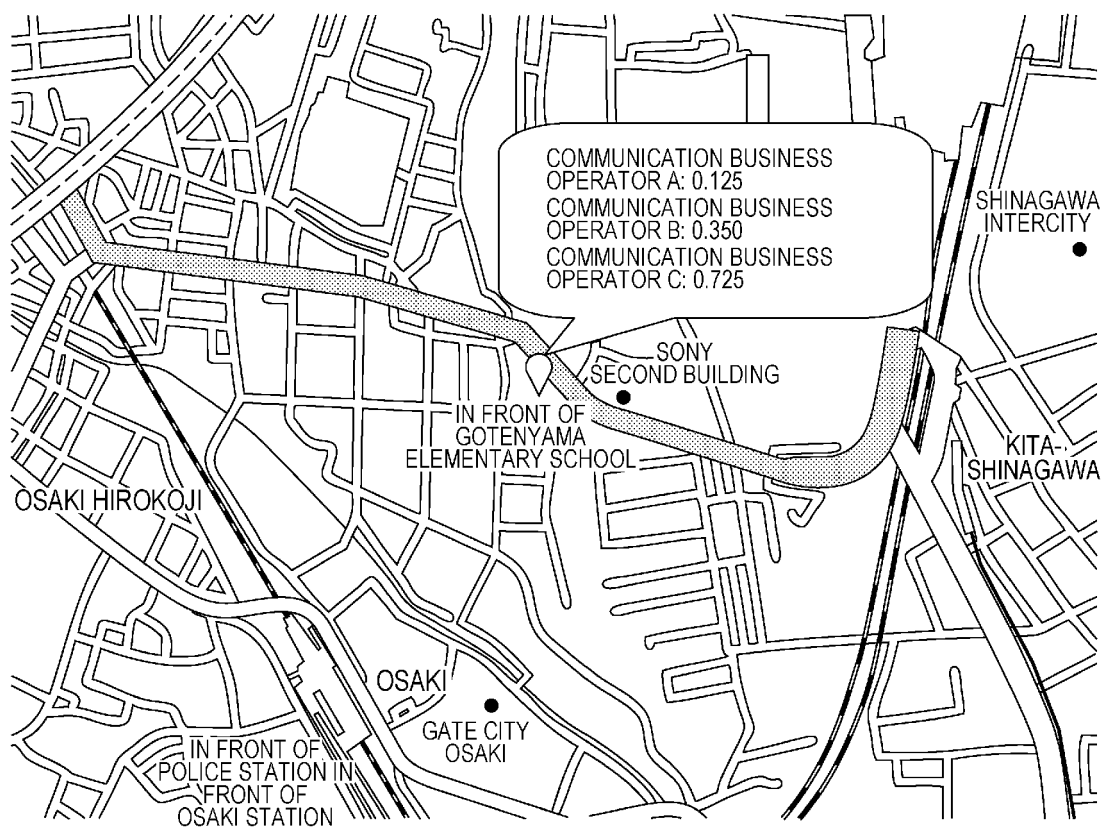 COMMUNICATION BUSINESS
OPERATOR A: 0.125
COMMUNICATION BUSINESS
OPERATOR B: 0.350
COMMUNICATION BUSINESS
OPERATOR C: 0.725
SHINAGAWA
INTERCITY
SONY
SECOND BUILDING
IN FRONT OF
GOTENYAMA
ELEMENTARY SCHOOL
KITA-
SHINAGAWA
OSAKI HIROKOJI
OSAKI
GATE CITY
OSAKI
IN FRONT OF
POLICE STATION IN
FRONT OF
OSAKI STATION